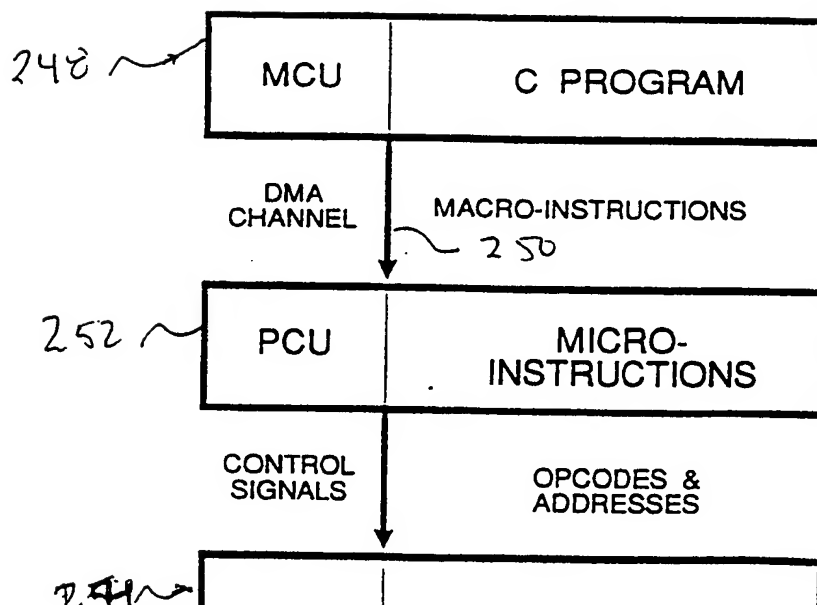 248
MCU
C PROGRAM
DMA
CHANNEL
MACRO-INSTRUCTIONS
250
252
PCU
MICRO-
INSTRUCTIONS
CONTROL
SIGNALS
OPCODES &
ADDRESSES